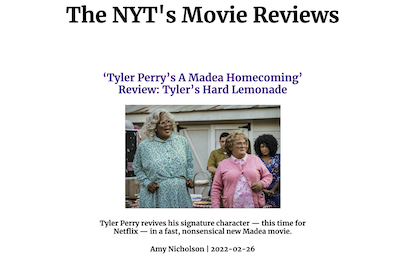 The NYT's Movie Reviews
‘Tyler Perry’s A Madea Homecoming’
Review: Tyler’s Hard Lemonade
Tyler Perry revives his signature character — this time for
Netflix — in a fast, nonsensical new Madea movie.
Amy Nicholson | 2022-02-26